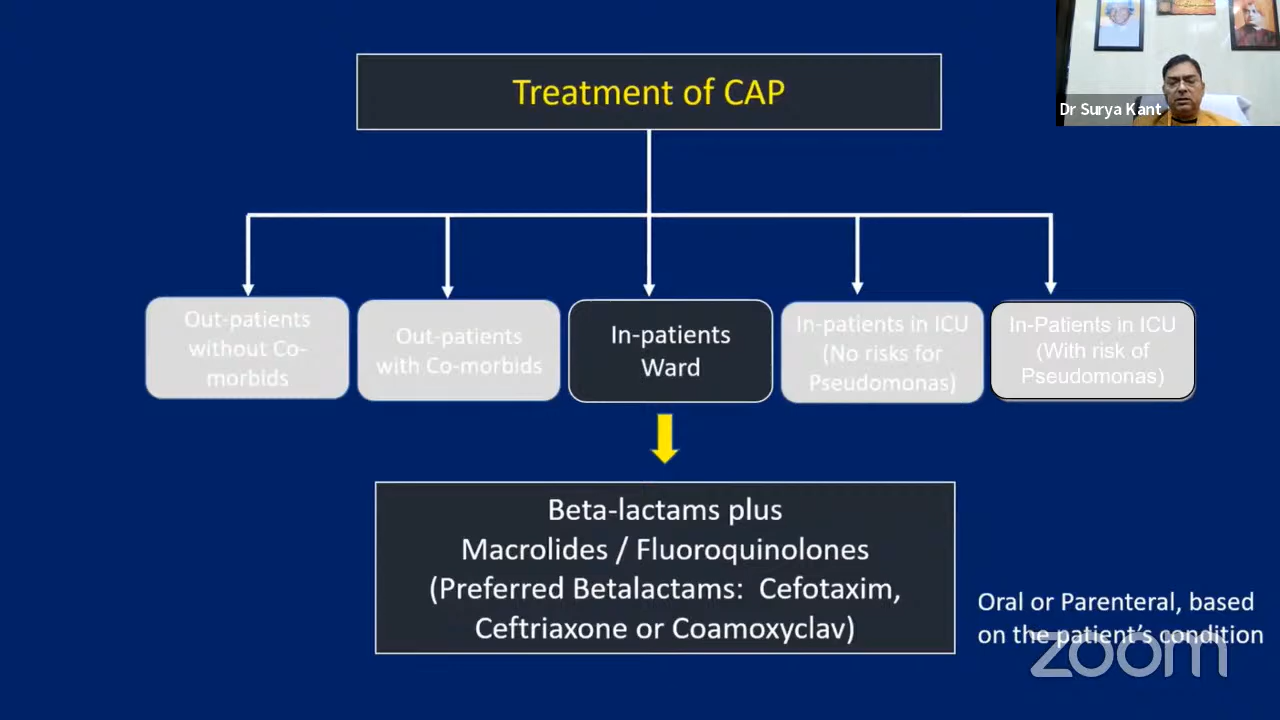 Treatment of CAP
Dr Surya Kant
Out-patients
without Co-
morbids
Out-patients
with Co-morbids
In-patients
Ward
In-patients in ICU
(No risks for
Pseudomonas)
In-Patients in ICU
(With risk of
Pseudomonas)
Beta-lactams plus
Macrolides / Fluoroquinolones
(Preferred Betalactams: Cefotaxim,
Ceftriaxone or Coamoxyclav)
Oral or Parenteral, based
on the patient's condition
zoom